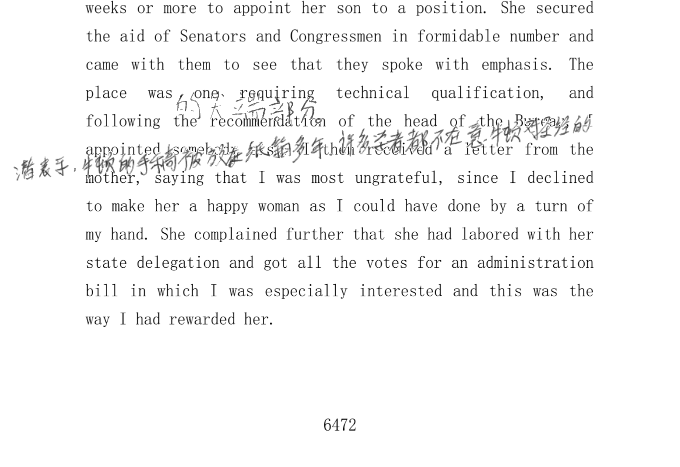 weeks or more to appoint her son to a position. She secured
the aid of Senators and Congressmen in formidable number and
came with them to see that they spoke with emphasis. The
place was one requiring technical qualification, and
的大部分
following the recommendation of the head of the Bureau, I
appointed somebody else. I then received a letter from the
牛顿的手稿被放在纸箱多年,许多学者都不在意牛顿对圣经的
mother, saying that I was most ungrateful, since I declined
to make her a happy woman as I could have done by a turn of
my hand. She complained further that she had labored with her
state delegation and got all the votes for an administration
bill in which I was especially interested and this was the
way I had rewarded her.
6472